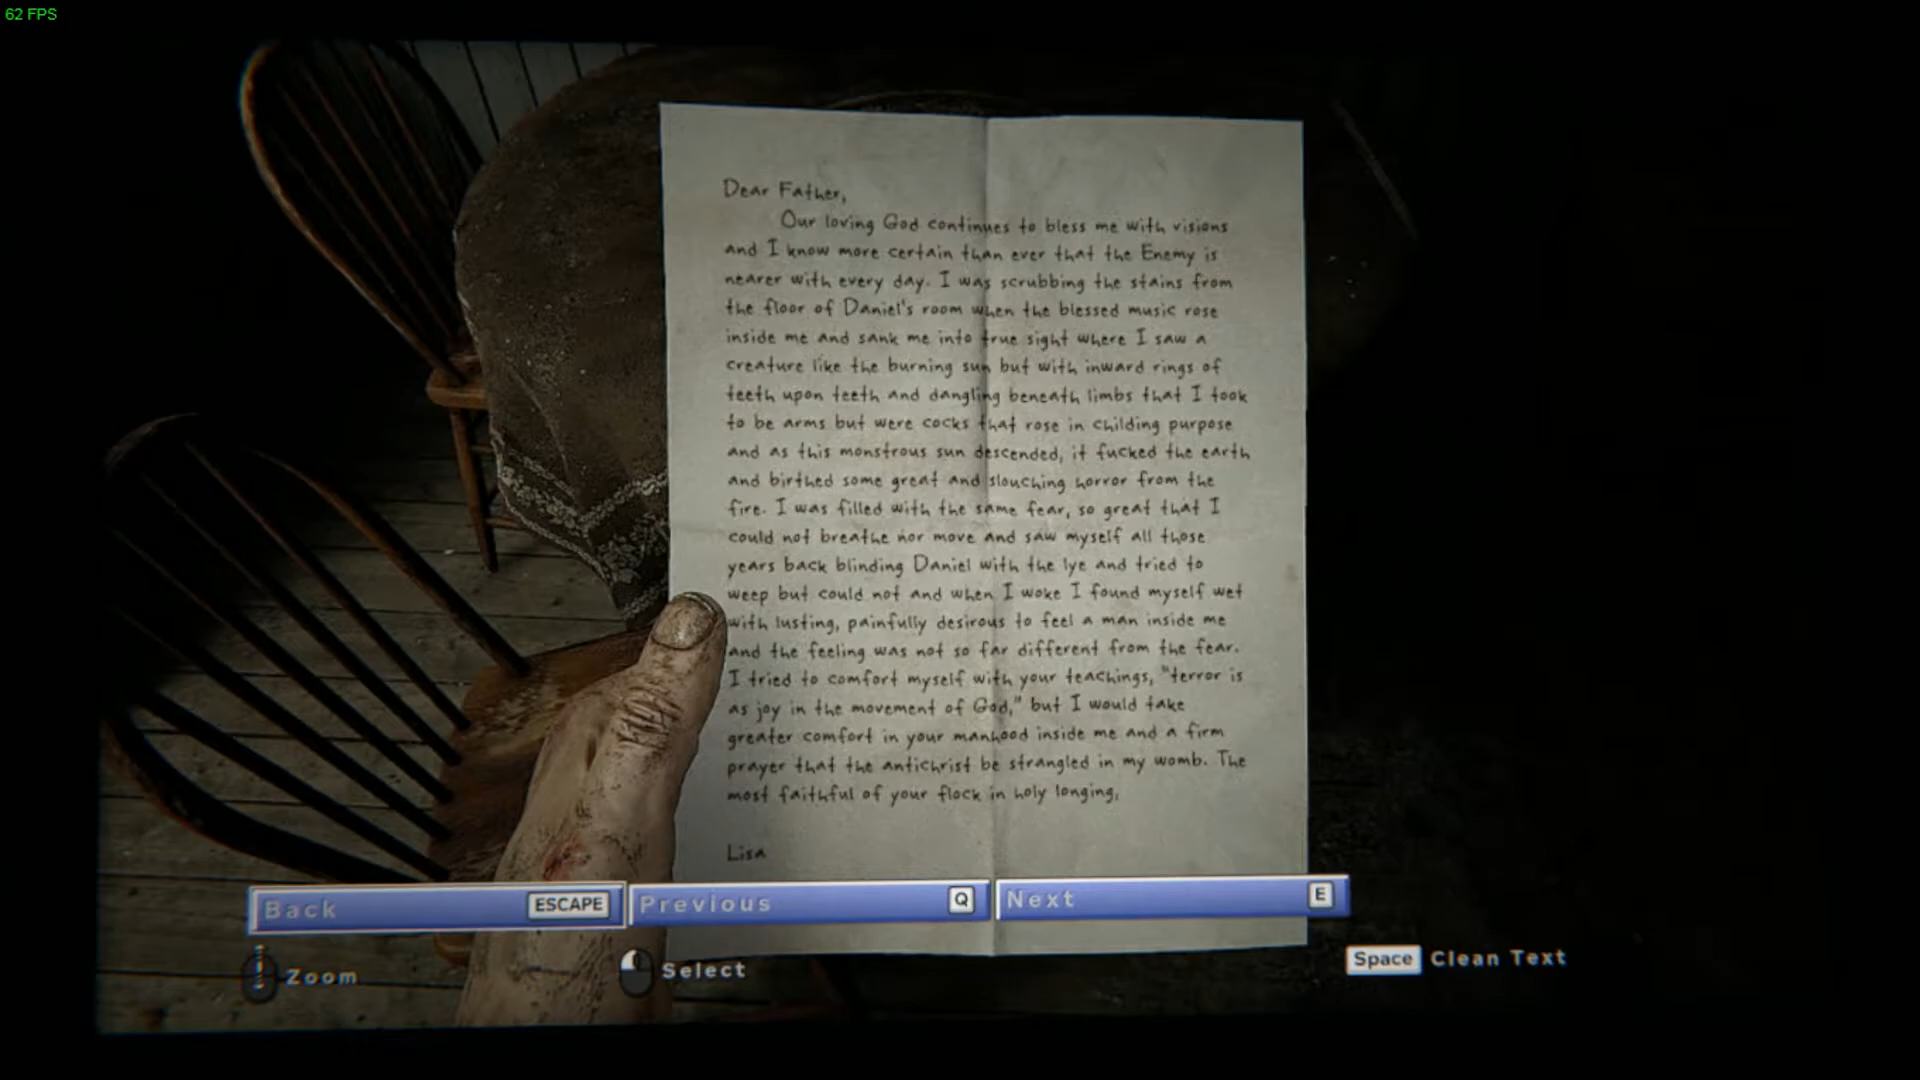 62 FPS
Dear Father,
Our loving God continues to bless me with visions
and I know more certain than ever that the Enemy is
nearer with every day. I was scrubbing the stains from
the floor of Daniel's room when the blessed music rose
inside me and sank me into true sight where I saw a
creature like the burning sun but with inward rings of
teeth upon teeth and dangling beneath limbs that I took
to be arms but were cocks that rose in childing purpose
and as this monstrous sun descended, it fucked the earth
and birthed some great and slouching horror from the
fire. I was filled with the same fear, so great that I
could not breathe nor move and saw myself all those
years back blinding Daniel with the lye and tried to
weep but could not and when I woke I found myself wet
with lusting, painfully desirous to feel a man inside me
and the feeling was not so far different from the fear.
I tried to comfort myself with your teachings, "terror is
as joy in the movement of God," but I would take
greater comfort in your manhood inside me and a firm
prayer that the antichrist be strangled in my womb. The
most faithful of your flock in holy longing,
Lisa
Back ESCAPE Previous Q Next E
Zoom Select Space Clean Text